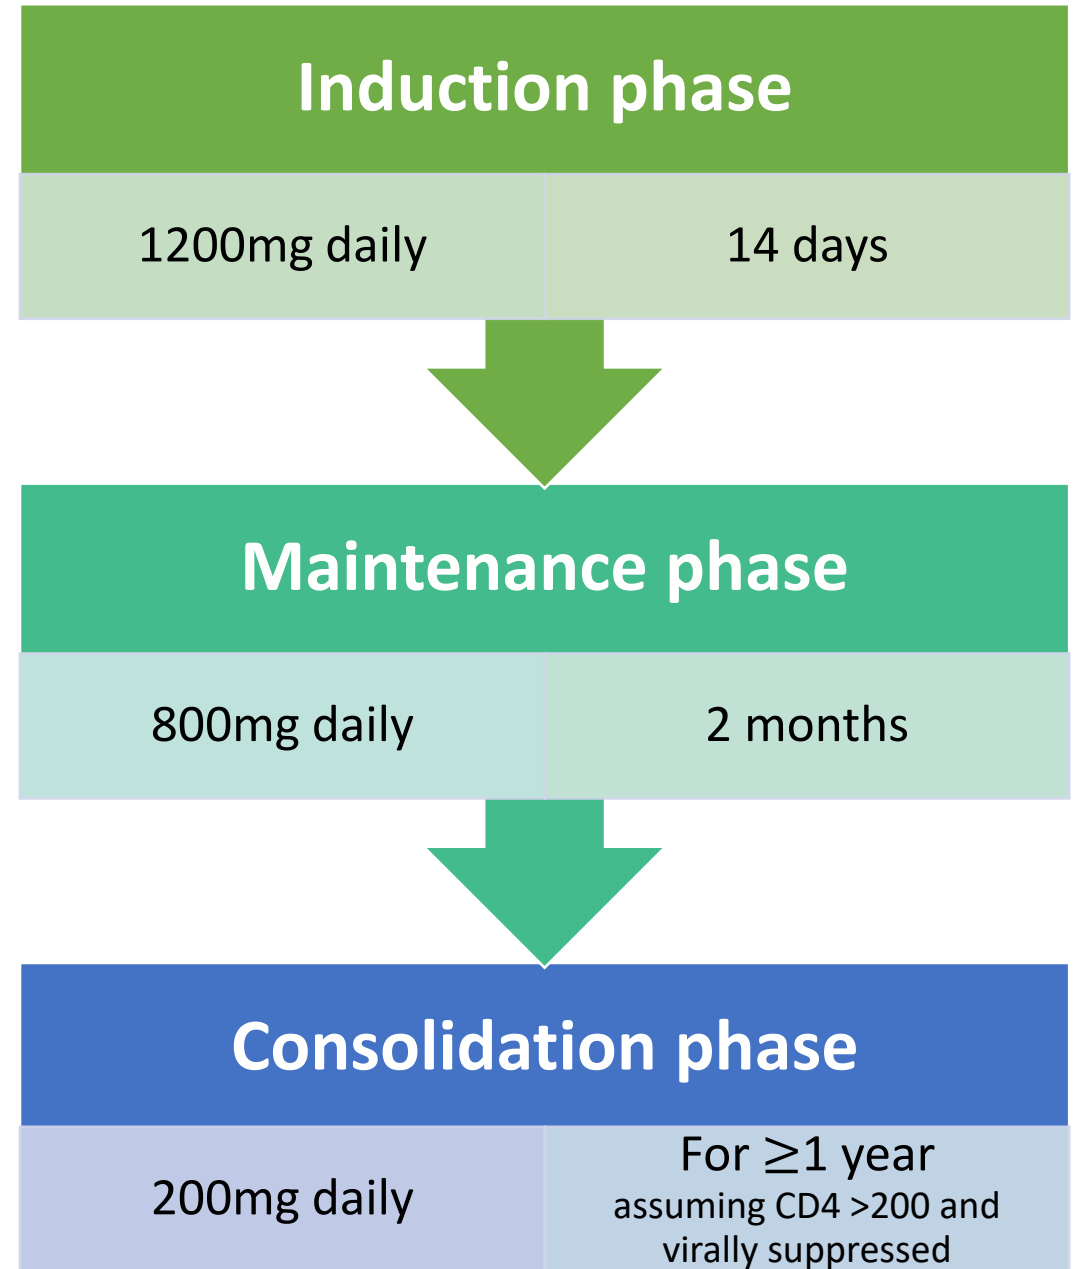 Induction phase
1200mg daily
14 days
Maintenance phase
800mg daily
2 months
Consolidation phase
200mg daily
For ≥1 year
assuming CD4 >200 and
virally suppressed